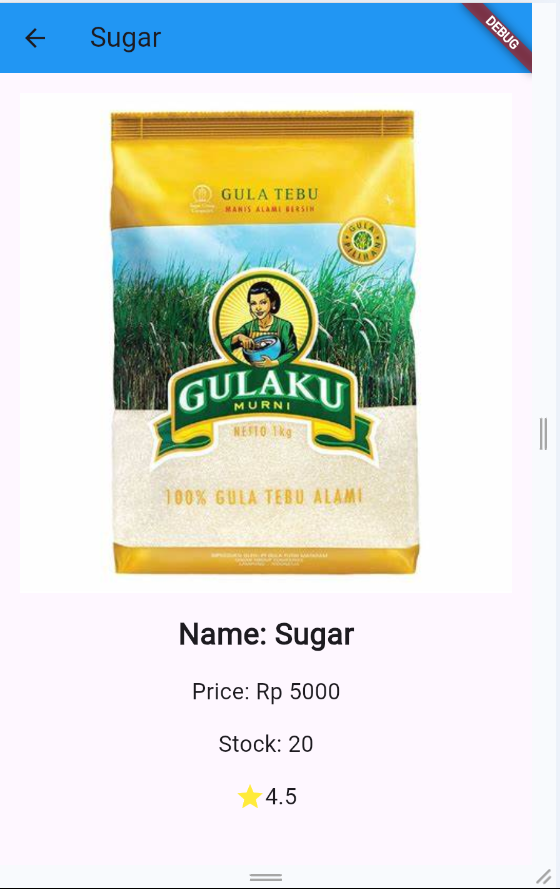 Sugar
DEBUG
GULA TEBU
MANIS ALAMI BERSIH
GULA
PILIHAN
GULAKU
MURNI
NETTO 1kg
100% GULA TEBU ALAMI
Name: Sugar
Price: Rp 5000
Stock: 20
4.5